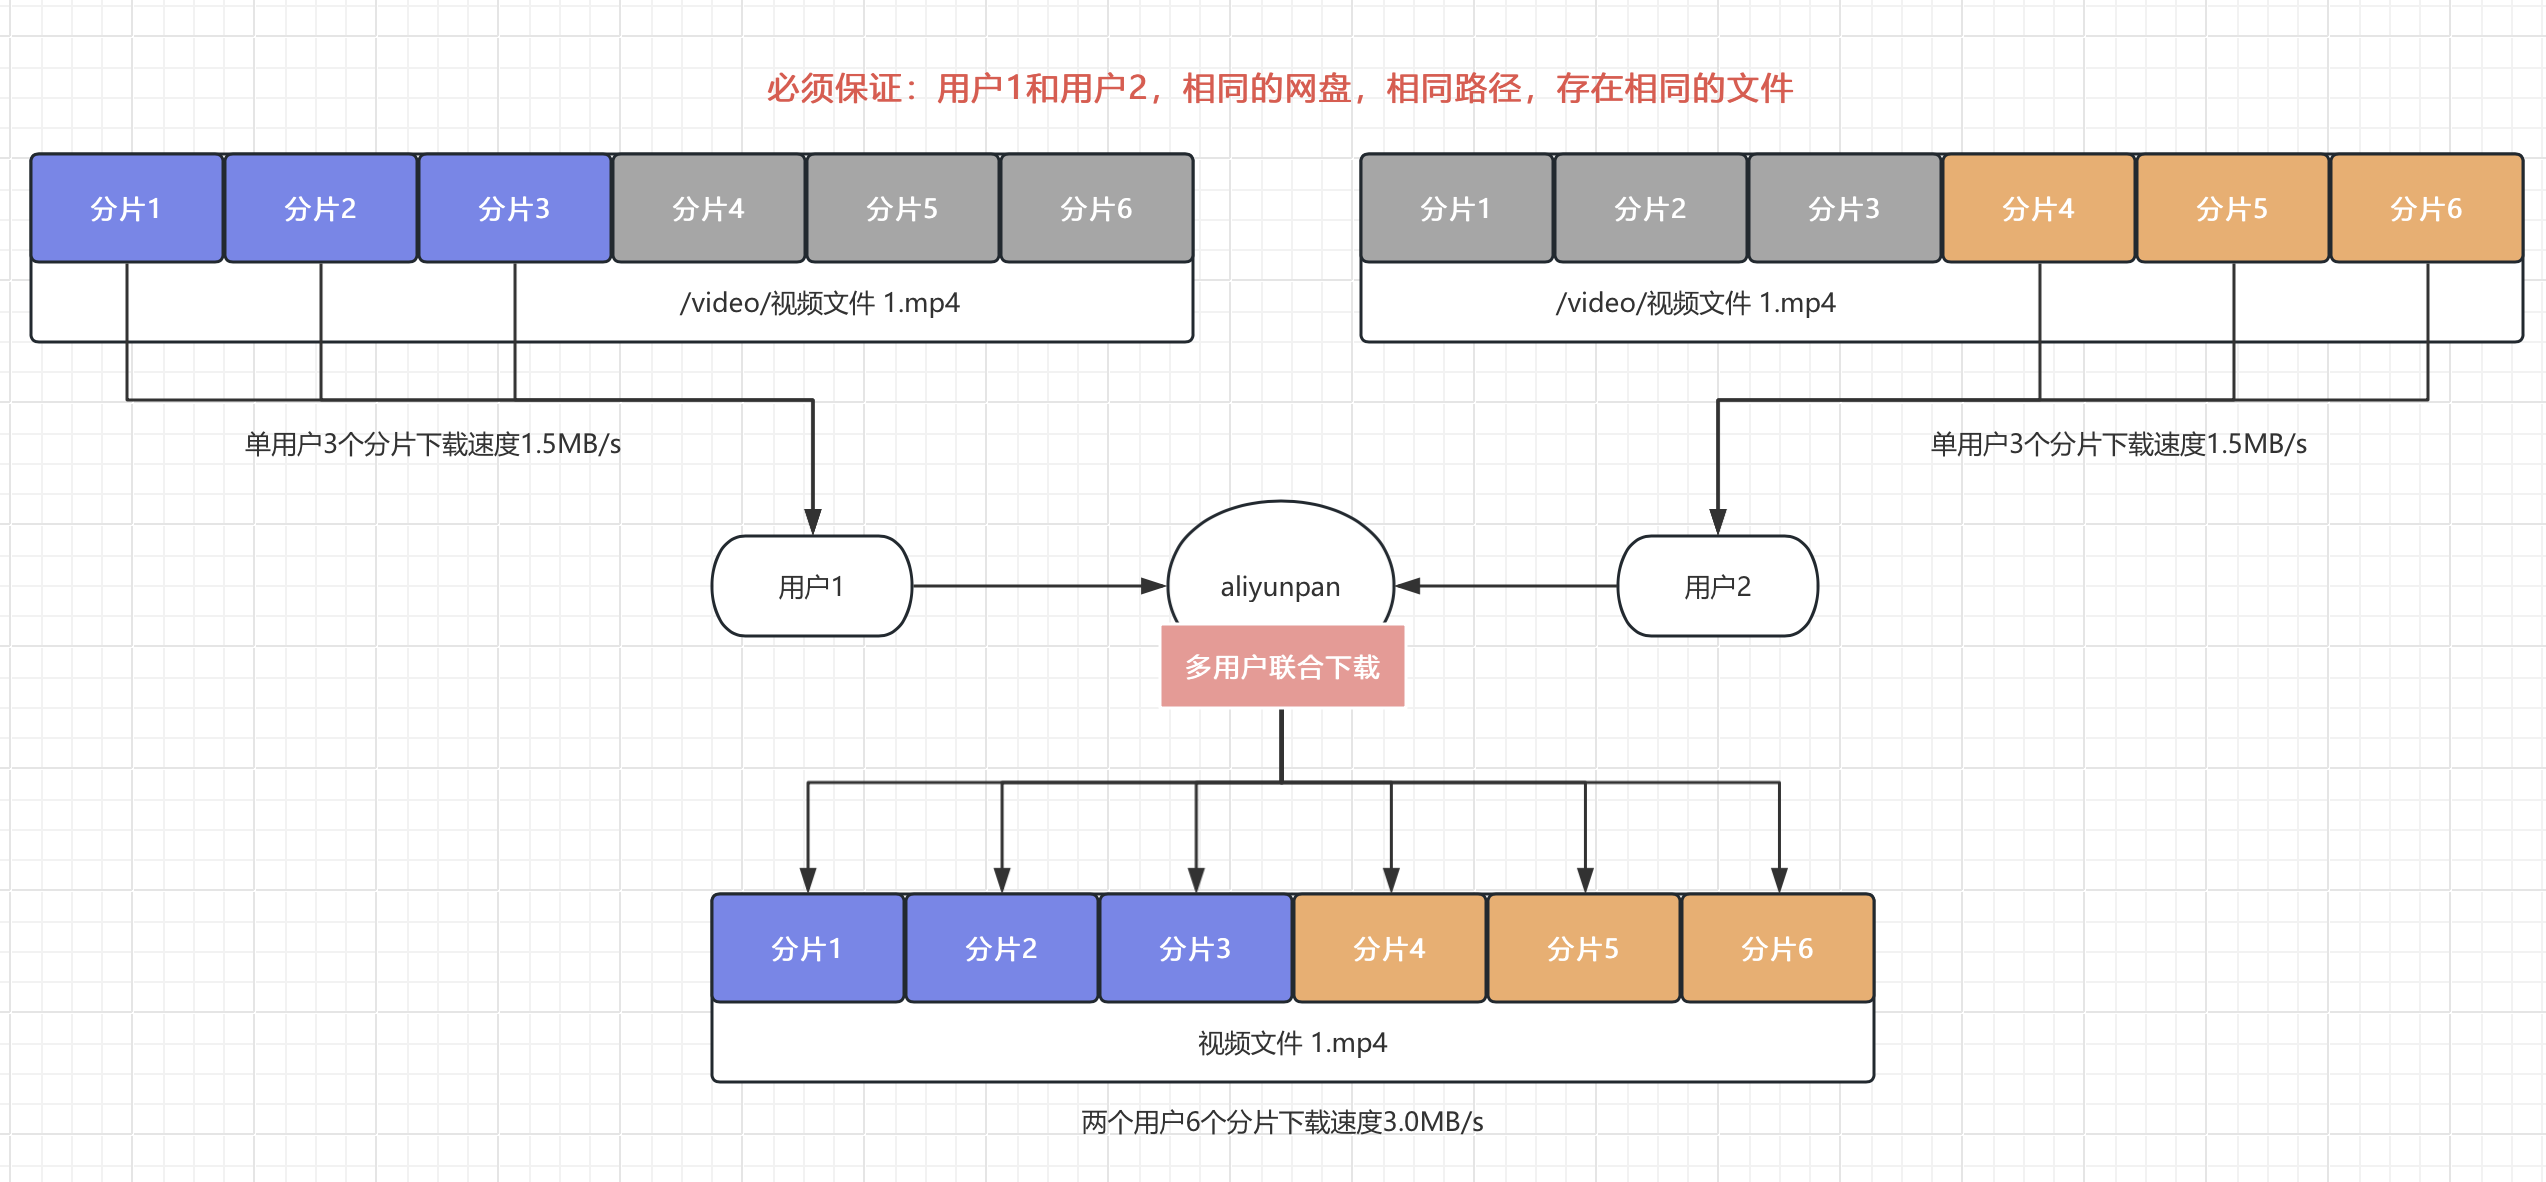 必须保证：用户1和用户2，相同的网盘，相同路径，存在相同的文件
分片1 分片2 分片3 分片4 分片5 分片6
/video/视频文件 1.mp4
分片1 分片2 分片3 分片4 分片5 分片6
/video/视频文件 1.mp4
单用户3个分片下载速度1.5MB/s
单用户3个分片下载速度1.5MB/s
用户1
aliyunpan
用户2
多用户联合下载
分片1 分片2 分片3 分片4 分片5 分片6
视频文件 1.mp4
两个用户6个分片下载速度3.0MB/s